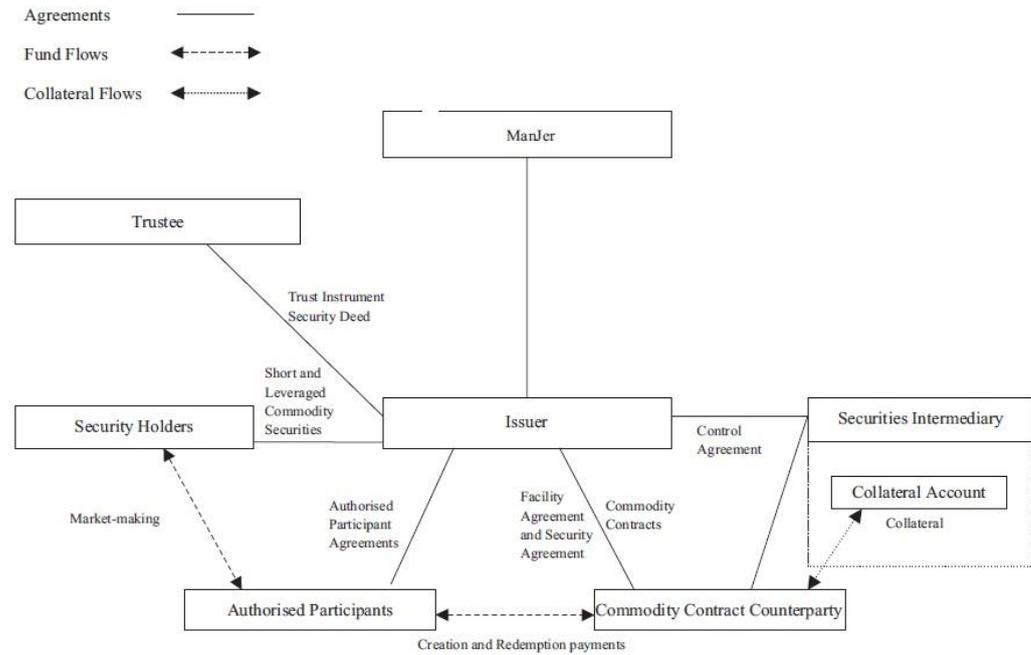 Agreements
Fund Flows
Collateral Flows
ManJer
Trustee
Trust Instrument
Security Deed
Short and
Leveraged
Commodity
Securities
Security Holders
Issuer
Control
Agreement
Securities Intermediary
Collateral Account
Collateral
Market-making
Authorised
Participant
Agreements
Facility
Agreement
and Security
Agreement
Commodity
Contracts
Authorised Participants
Commodity Contract Counterparty
Creation and Redemption payments